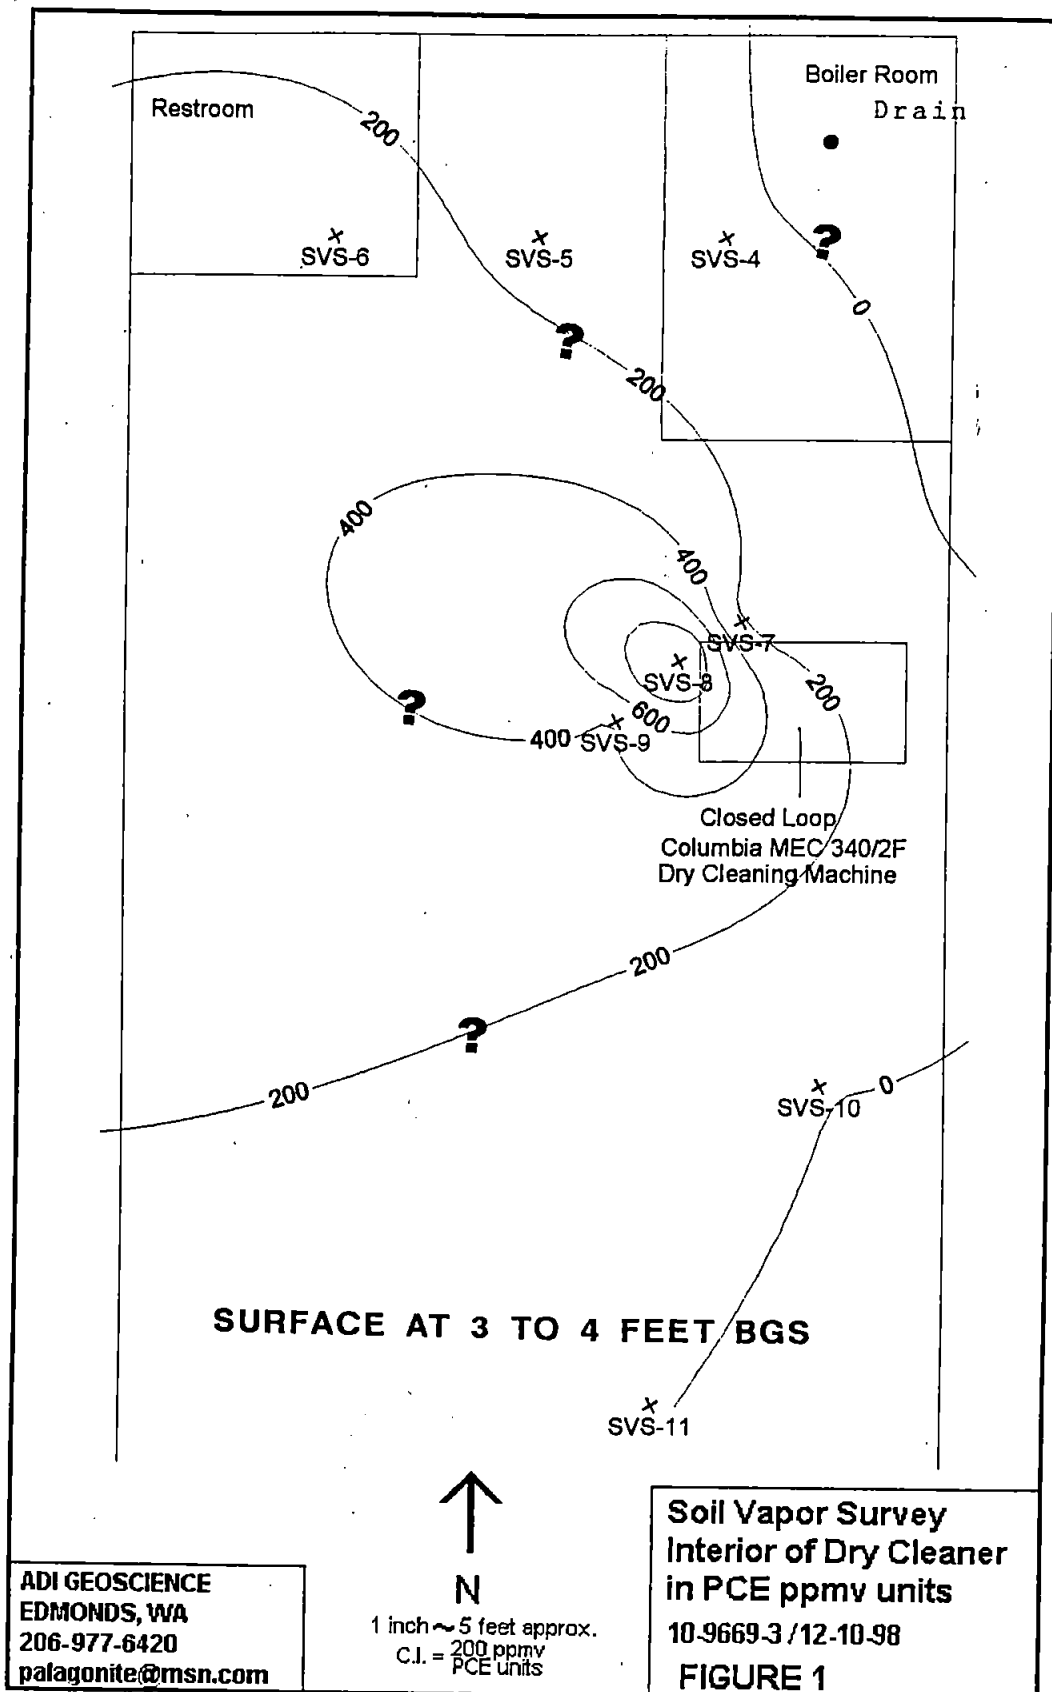 Boiler Room
Drain
Restroom
200
?
SVS-6
SVS-5
SVS-4
0
?
200
400
400
SVS-7
SVS-8
200
?
600
400
SVS-9
Closed Loop
Columbia MEC 340/2F
Dry Cleaning Machine
200
?
200
0
SVS-10
SURFACE AT 3 TO 4 FEET BGS
SVS-11
N
1 inch ~ 5 feet approx.
C.I. = 200 ppmv
PCE units
ADI GEOSCIENCE
EDMONDS, WA
206-977-6420
palagonite@msn.com
Soil Vapor Survey
Interior of Dry Cleaner
in PCE ppmv units
10-9669-3 / 12-10-98
FIGURE 1